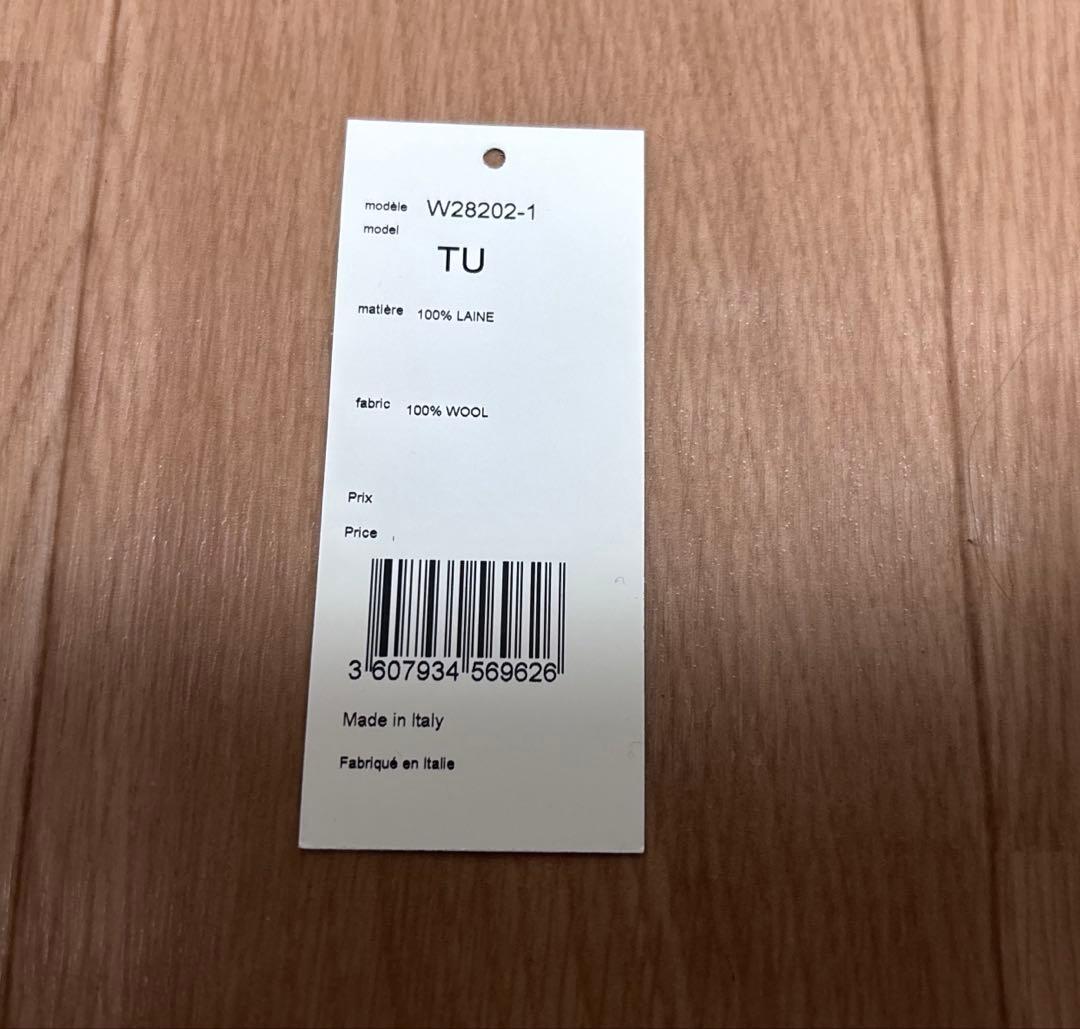 modèle W28202-1
model
TU
matière 100% LAINE
fabric 100% WOOL
Prix
Price
3 607934 569626
Made in Italy
Fabriqué en Italie